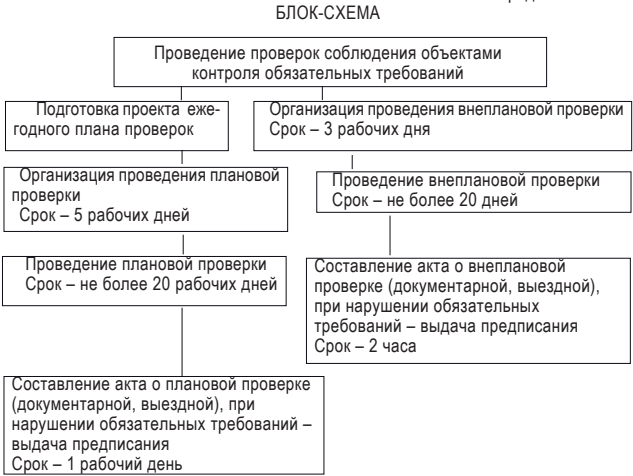 БЛОК-СХЕМА
Проведение проверок соблюдения объектами
контроля обязательных требований
Подготовка проекта еже-
годного плана проверок
Организация проведения внеплановой проверки
Срок – 3 рабочих дня
Организация проведения плановой
проверки
Срок – 5 рабочих дней
Проведение внеплановой проверки
Срок – не более 20 дней
Проведение плановой проверки
Срок – не более 20 рабочих дней
Составление акта о внеплановой
проверке (документарной, выездной),
при нарушении обязательных
требований – выдача предписания
Срок – 2 часа
Составление акта о плановой проверке
(документарной, выездной), при
нарушении обязательных требований –
выдача предписания
Срок – 1 рабочий день